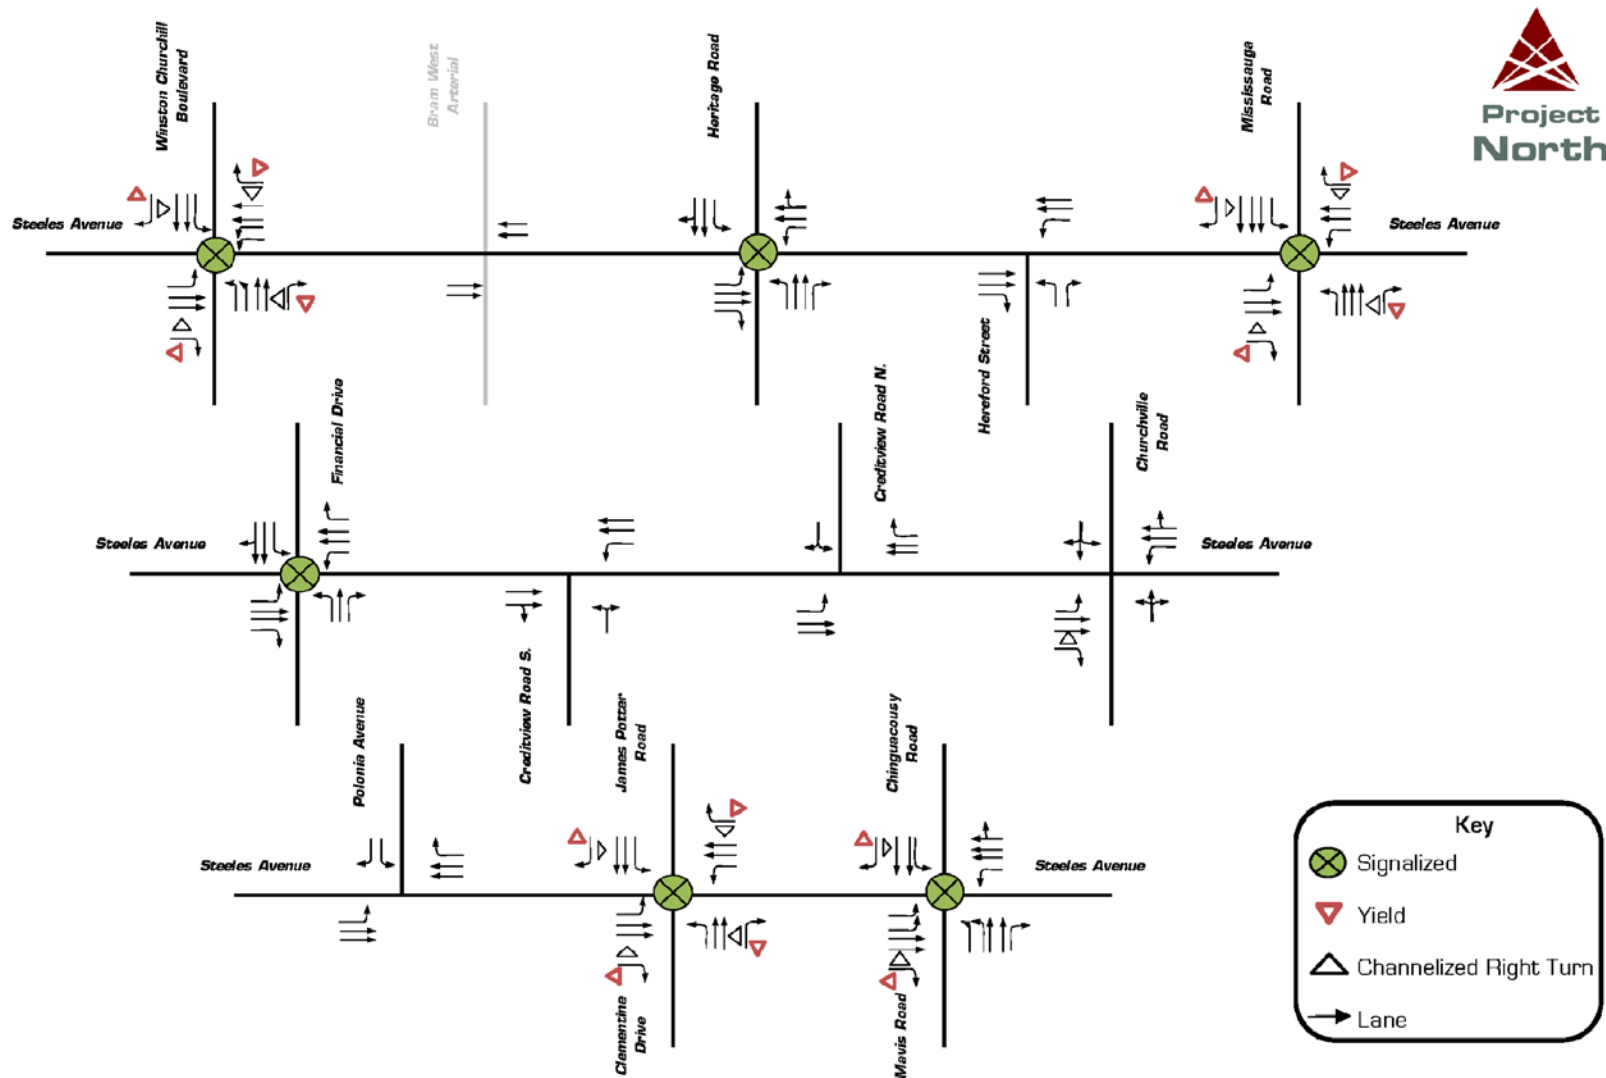 Winston Churchill
Boulevard
Bram West
Arterial
Heritage Road
Mississauga
Road
Project
North
Steeles Avenue
Steeles Avenue
Hereford Street
Financial Drive
Creditview Road N.
Churchville
Road
Steeles Avenue
Steeles Avenue
Creditview Road S.
Polonia Avenue
James Potter
Road
Chinguacousy
Road
Steeles Avenue
Steeles Avenue
Clementine
Drive
Mavis Road
Key
Signalized
Yield
Channelized Right Turn
Lane